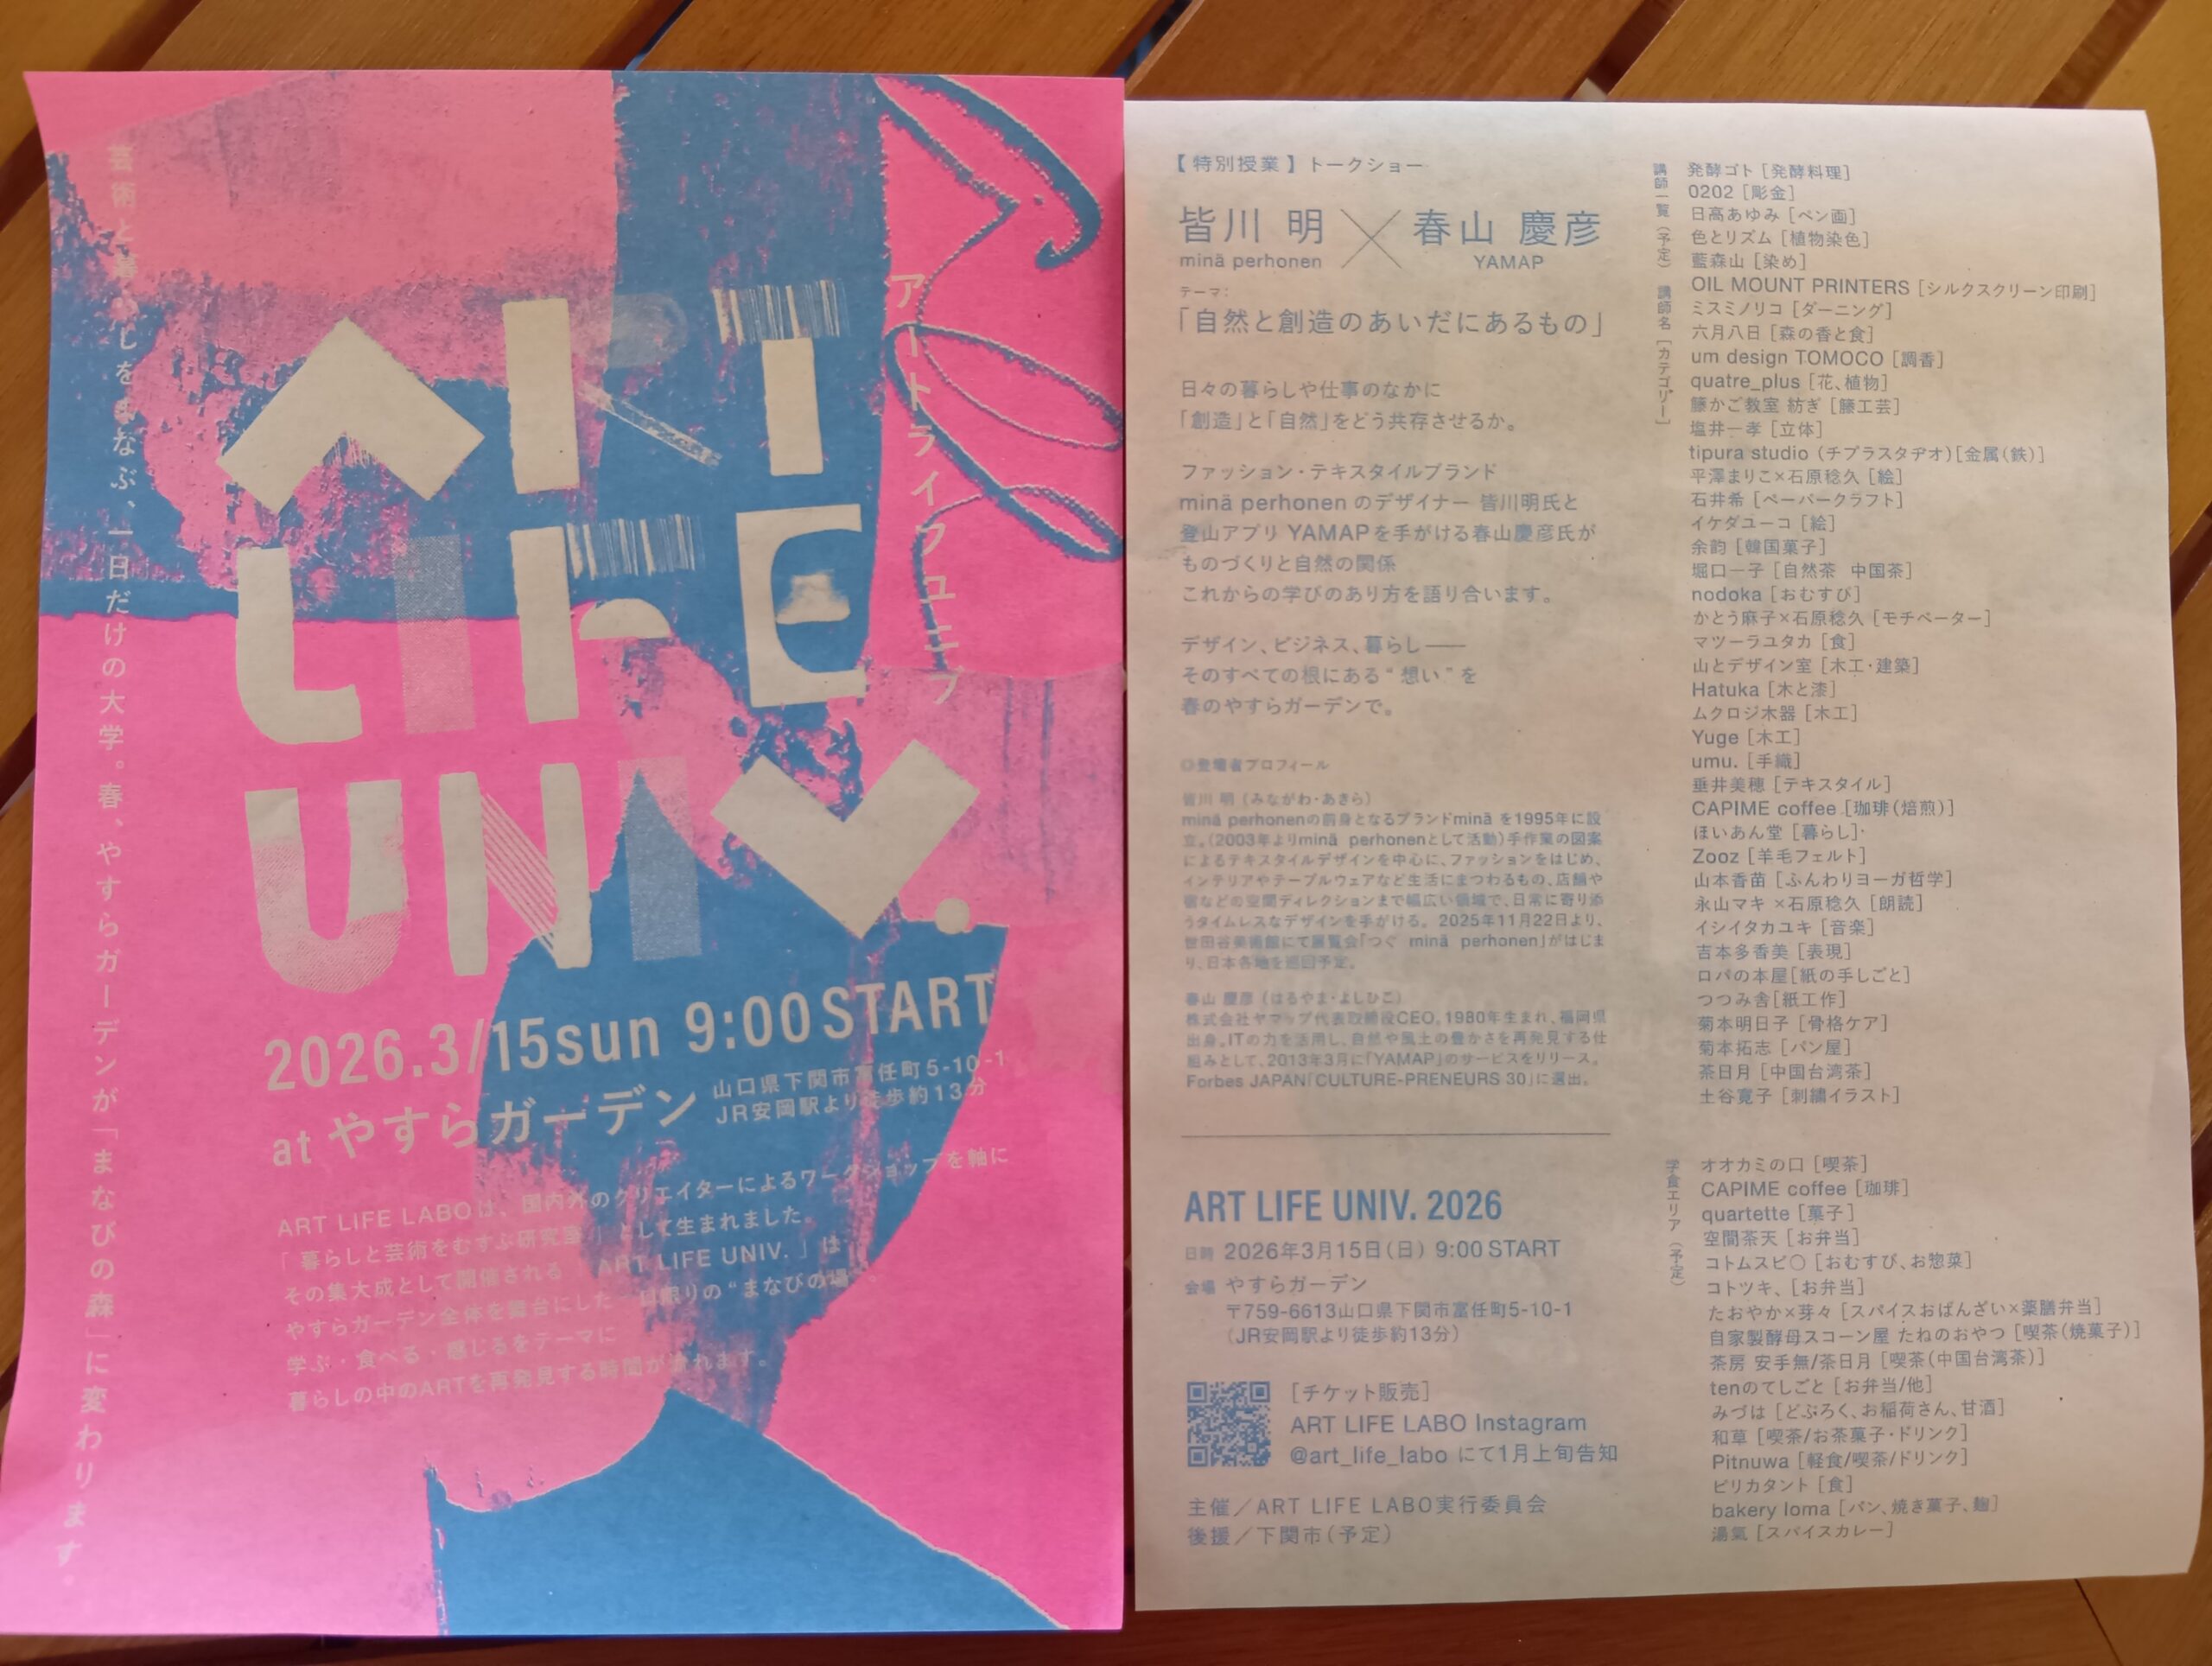 芸術と暮らしをまなぶ、一日だけの大学。春、やすらガーデンが「まなびの森」に変わります。
アートライフユニブ
ART
LIFE
UNIV.
2026.3/15sun 9:00 START
at やすらガーデン
山口県下関市富任町5-10-1
JR安岡駅より徒歩約13分
ART LIFE LABOは、国内外のクリエイターによるワークショップを軸に
「暮らしと芸術をむすぶ研究室」として生まれました。
その集大成として開催される「ART LIFE UNIV.」は
やすらガーデン全体を舞台にした一日限りの“まなびの場”。
学ぶ・食べる・感じるをテーマに
暮らしの中のARTを再発見する時間が流れます。
【特別授業】トークショー
皆川 明 × 春山 慶彦
minä perhonen YAMAP
テーマ:
「自然と創造のあいだにあるもの」
日々の暮らしや仕事のなかに
「創造」と「自然」をどう共存させるか。
ファッション・テキスタイルブランド
minä perhonen のデザイナー 皆川明氏と
登山アプリ YAMAPを手がける春山慶彦氏が
ものづくりと自然の関係
これからの学びのあり方を語り合います。
デザイン、ビジネス、暮らし——
そのすべての根にある“想い”を
春のやすらガーデンで。
◎登壇者プロフィール
皆川 明（みながわ・あきら）
minä perhonenの前身となるブランドminä を1995年に設
立。（2003年よりminä perhonenとして活動）手作業の図案
によるテキスタイルデザインを中心に、ファッションをはじめ、
インテリアやテーブルウェアなど生活にまつわるもの、店舗や
宿などの空間ディレクションまで幅広い領域で、日常に寄り添
うタイムレスなデザインを手がける。2025年11月22日より、
世田谷美術館にて展覧会「つぐ minä perhonen」がはじま
り、日本各地を巡回予定。
春山 慶彦（はるやま・よしひこ）
株式会社ヤマップ代表取締役CEO。1980年生まれ、福岡県
出身。ITの力を活用し、自然や風土の豊かさを再発見する仕
組みとして、2013年3月に「YAMAP」のサービスをリリース。
Forbes JAPAN「CULTURE-PRENEURS 30」に選出。
ART LIFE UNIV. 2026
日時 2026年3月15日（日）9:00 START
会場 やすらガーデン
〒759-6613山口県下関市富任町5-10-1
（JR安岡駅より徒歩約13分）
［チケット販売］
ART LIFE LABO Instagram
@art_life_labo にて1月上旬告知
主催／ART LIFE LABO実行委員会
後援／下関市（予定）
講師一覧（予定） 講師名［カテゴリー］
発酵ゴト［発酵料理］
0202［彫金］
日高あゆみ［ペン画］
色とリズム［植物染色］
藍森山［染め］
OIL MOUNT PRINTERS［シルクスクリーン印刷］
ミスミノリコ［ダーニング］
六月八日［森の香と食］
um design TOMOCO［調香］
quatre_plus［花、植物］
籐かご教室 紡ぎ［籐工芸］
塩井一孝［立体］
tipura studio（チプラスタヂオ）［金属（鉄）］
平澤まりこ×石原稔久［絵］
石井希［ペーパークラフト］
イケダユーコ［絵］
余韵［韓国菓子］
堀口一子［自然茶 中国茶］
nodoka［おむすび］
かとう麻子×石原稔久［モチベーター］
マツーラユタカ［食］
山とデザイン室［木工・建築］
Hatuka［木と漆］
ムクロジ木器［木工］
Yuge［木工］
umu.［手織］
垂井美穂［テキスタイル］
CAPIME coffee［珈琲（焙煎）］
ほいあん堂［暮らし］
Zooz［羊毛フェルト］
山本香苗［ふんわりヨーガ哲学］
永山マキ ×石原稔久［朗読］
イシイタカユキ［音楽］
吉本多香美［表現］
ロバの本屋［紙の手しごと］
つつみ舎［紙工作］
菊本明日子［骨格ケア］
菊本拓志［パン屋］
茶日月［中国台湾茶］
土谷寛子［刺繍イラスト］
学食エリア（予定）
オオカミの口［喫茶］
CAPIME coffee［珈琲］
quartette［菓子］
空間茶天［お弁当］
コトムスビ○［おむすび、お惣菜］
コトツキ、［お弁当］
たおやか×芽々［スパイスおばんざい×薬膳弁当］
自家製酵母スコーン屋 たねのおやつ［喫茶（焼菓子）］
茶房 安手無/茶日月［喫茶（中国台湾茶）］
tenのてしごと［お弁当/他］
みづは［どぶろく、お稲荷さん、甘酒］
和草［喫茶/お茶菓子・ドリンク］
Pitnuwa［軽食/喫茶/ドリンク］
ピリカタント［食］
bakery loma［パン、焼き菓子、麹］
湯氣［スパイスカレー］